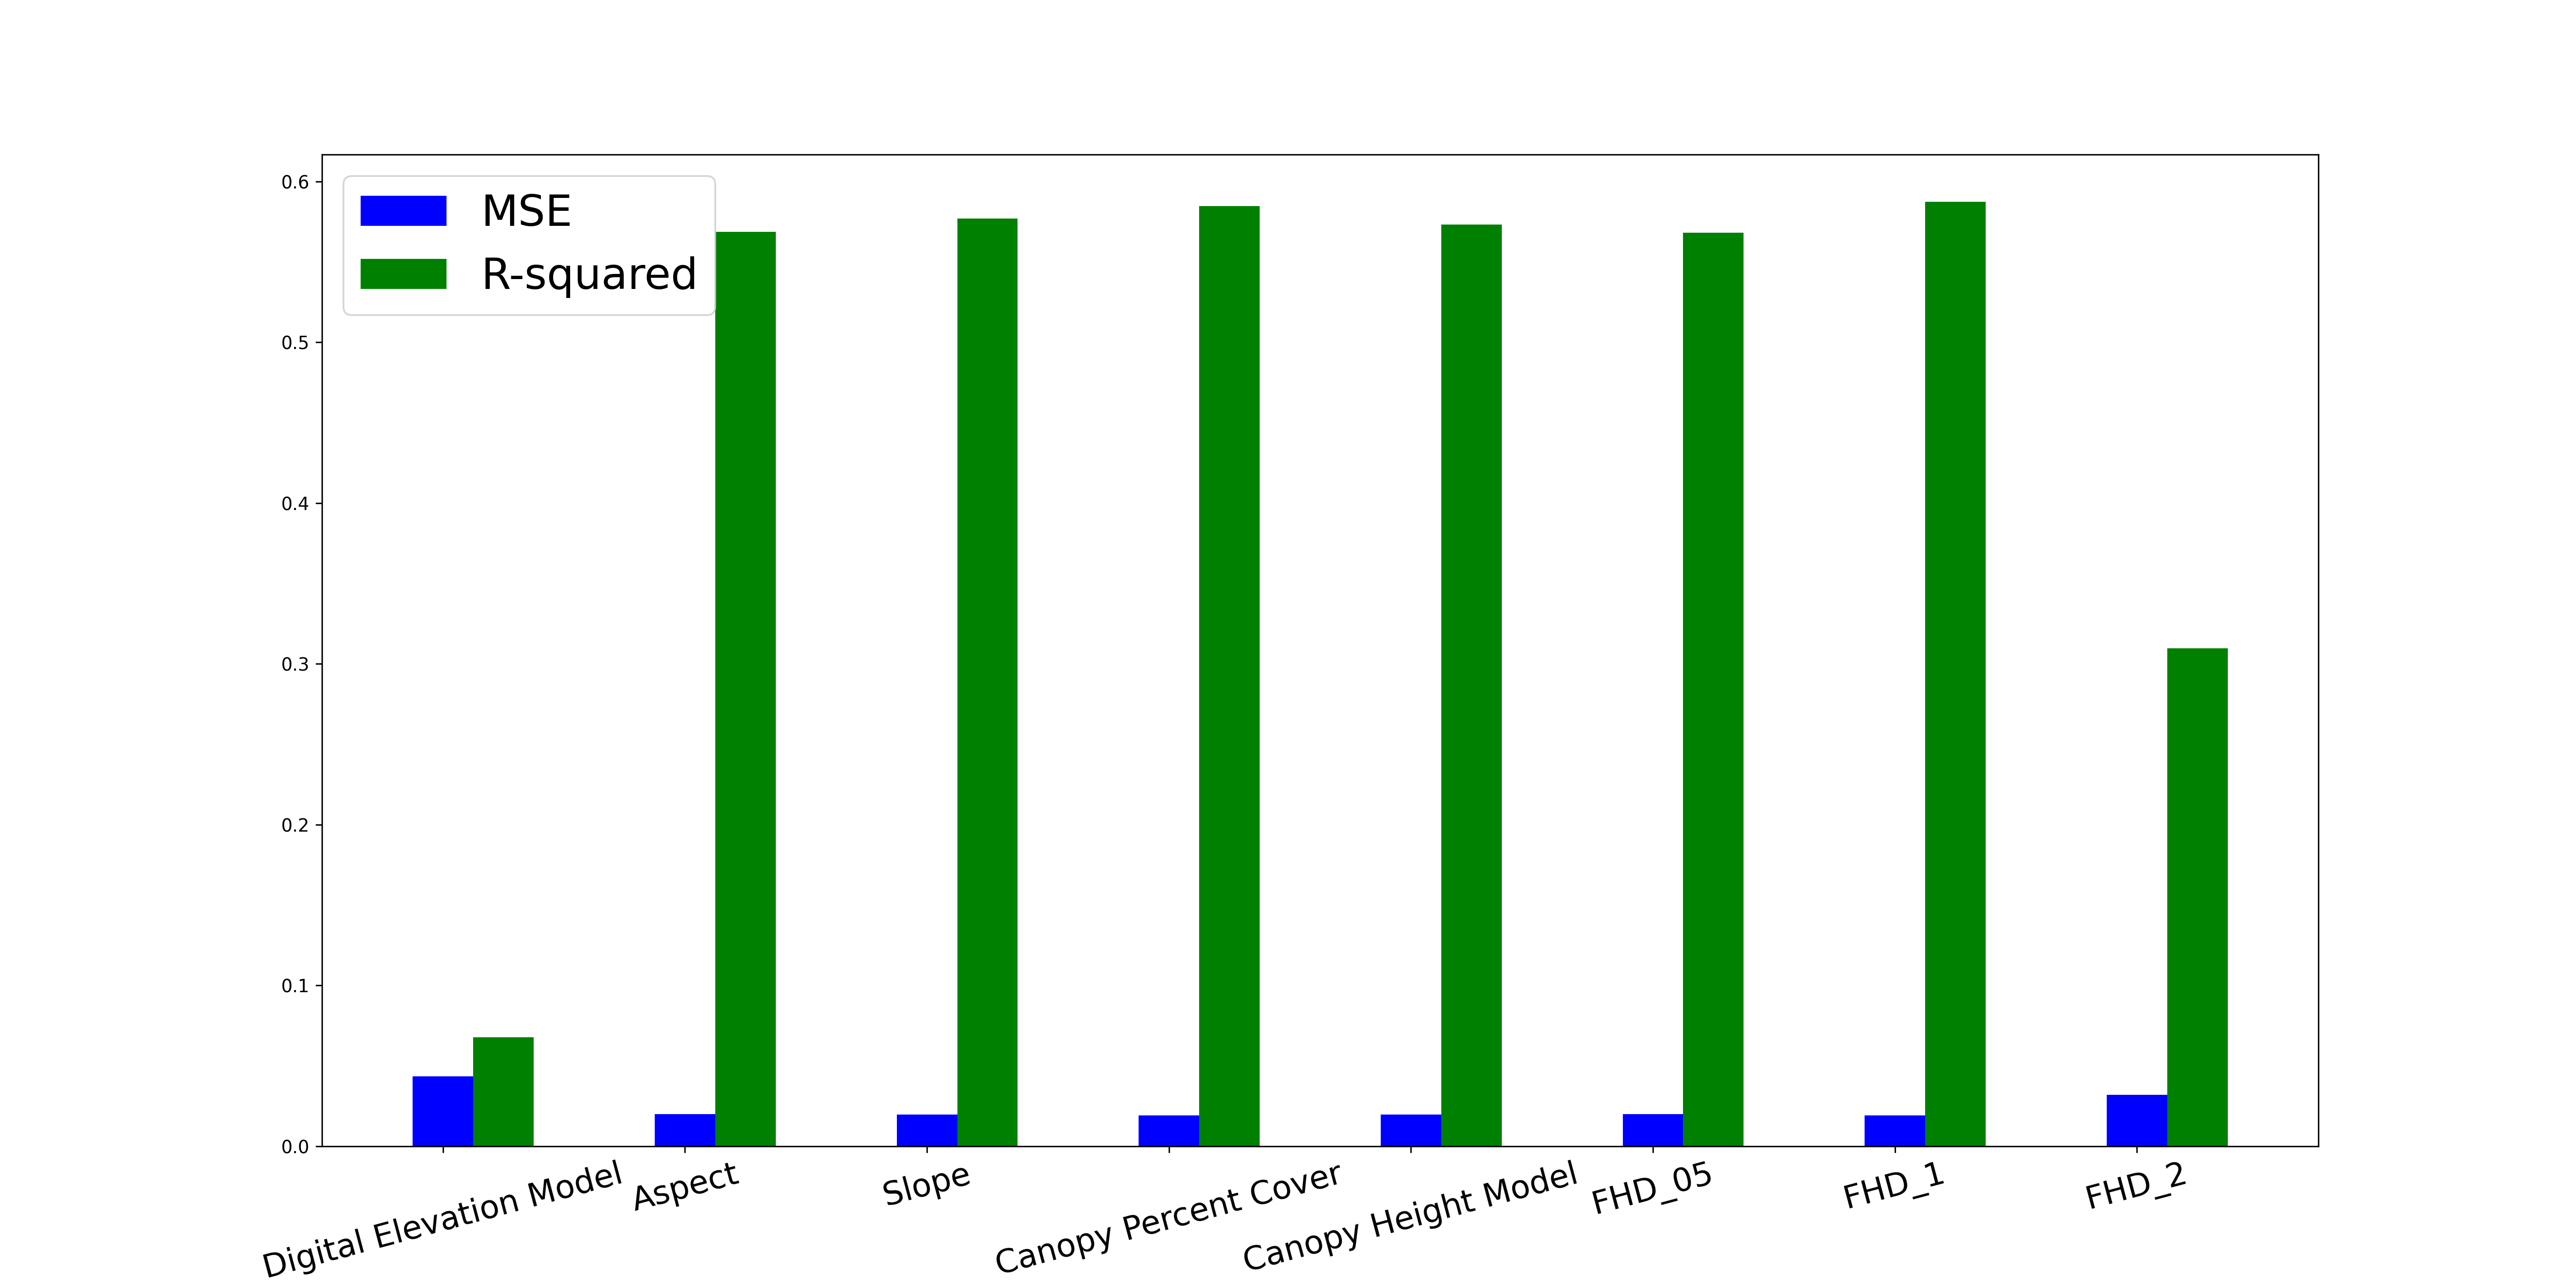 MSE
R-squared
0.6
0.5
0.4
0.3
0.2
0.1
0.0
Digital Elevation Model
Aspect
Slope
Canopy Percent Cover
Canopy Height Model
FHD_05
FHD_1
FHD_2